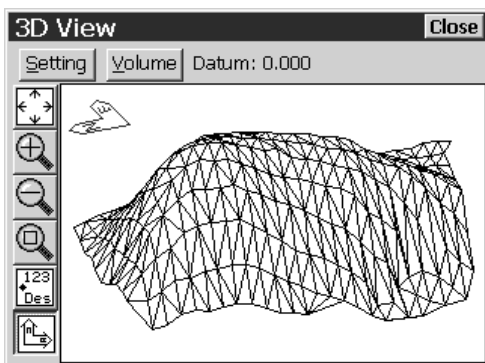 3D View
Close
Setting
Volume
Datum: 0.000
123
Des
n